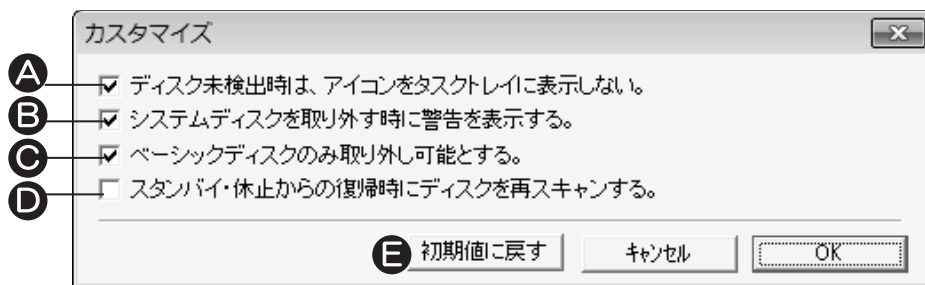 カスタマイズ
A ディスク未検出時は、アイコンをタスクトレイに表示しない。
B システムディスクを取り外す時に警告を表示する。
C ベーシックディスクのみ取り外し可能とする。
D スタンバイ・休止からの復帰時にディスクを再スキャンする。
E 初期値に戻す キャンセル OK